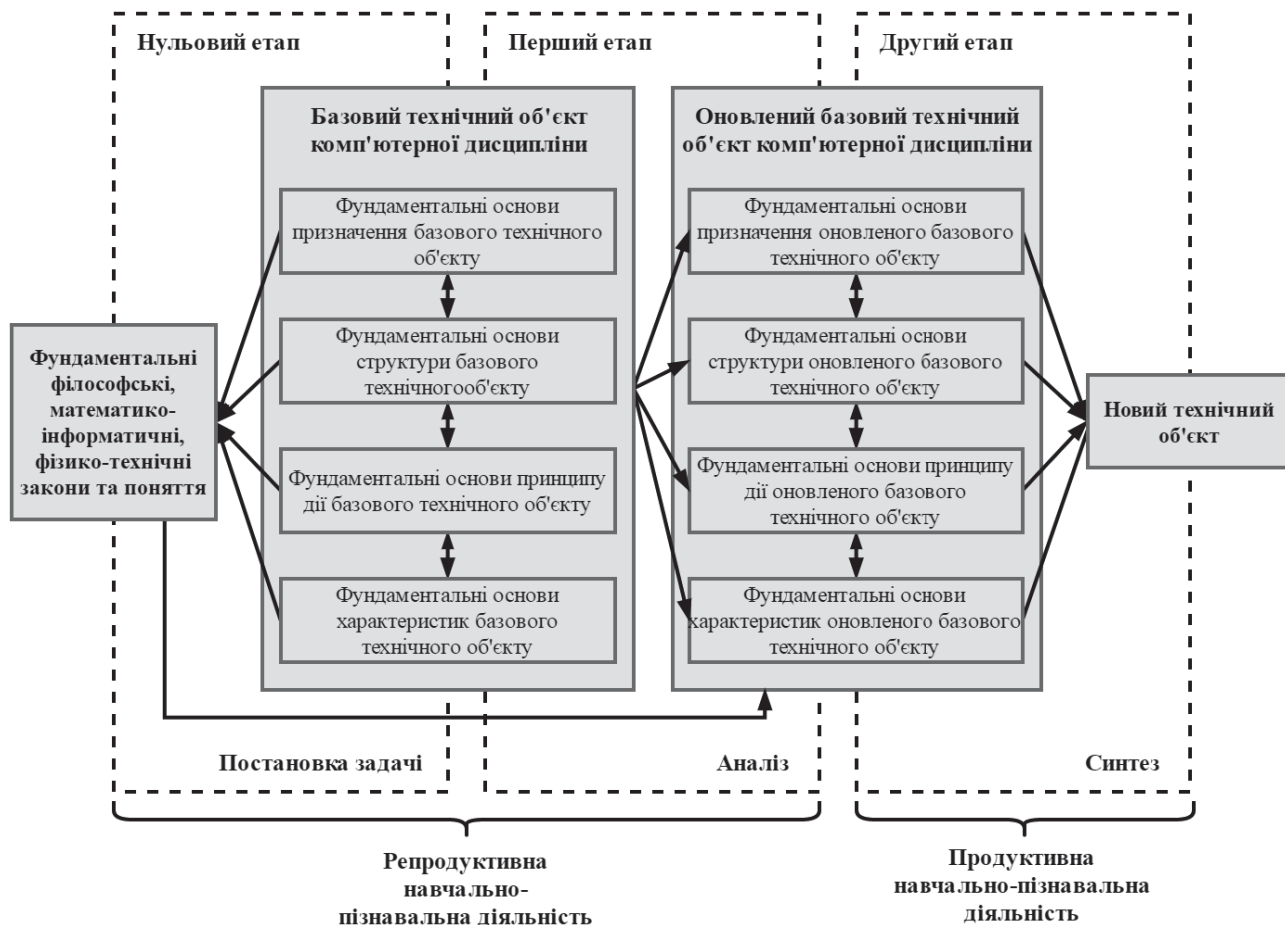 Нульовий етап
Перший етап
Другий етап
Базовий технічний об'єкт
комп'ютерної дисципліни
Оновлений базовий технічний
об'єкт комп'ютерної дисципліни
Фундаментальні основи
призначення базового технічного
об'єкту
Фундаментальні основи
призначення оновленого базового
технічного об'єкту
Фундаментальні
філософські,
математико-
інформатичні,
фізико-технічні
закони та поняття
Фундаментальні основи
структури базового
технічногооб'єкту
Фундаментальні основи
структури оновленого базового
технічного об'єкту
Новий технічний
об'єкт
Фундаментальні основи принципу
дії базового технічного об'єкту
Фундаментальні основи принципу
дії оновленого базового
технічного об'єкту
Фундаментальні основи
характеристик базового
технічного об'єкту
Фундаментальні основи
характеристик оновленого базового
технічного об'єкту
Постановка задачі
Аналіз
Синтез
Репродуктивна
навчально-
пізнавальна діяльність
Продуктивна
навчально-пізнавальна
діяльність